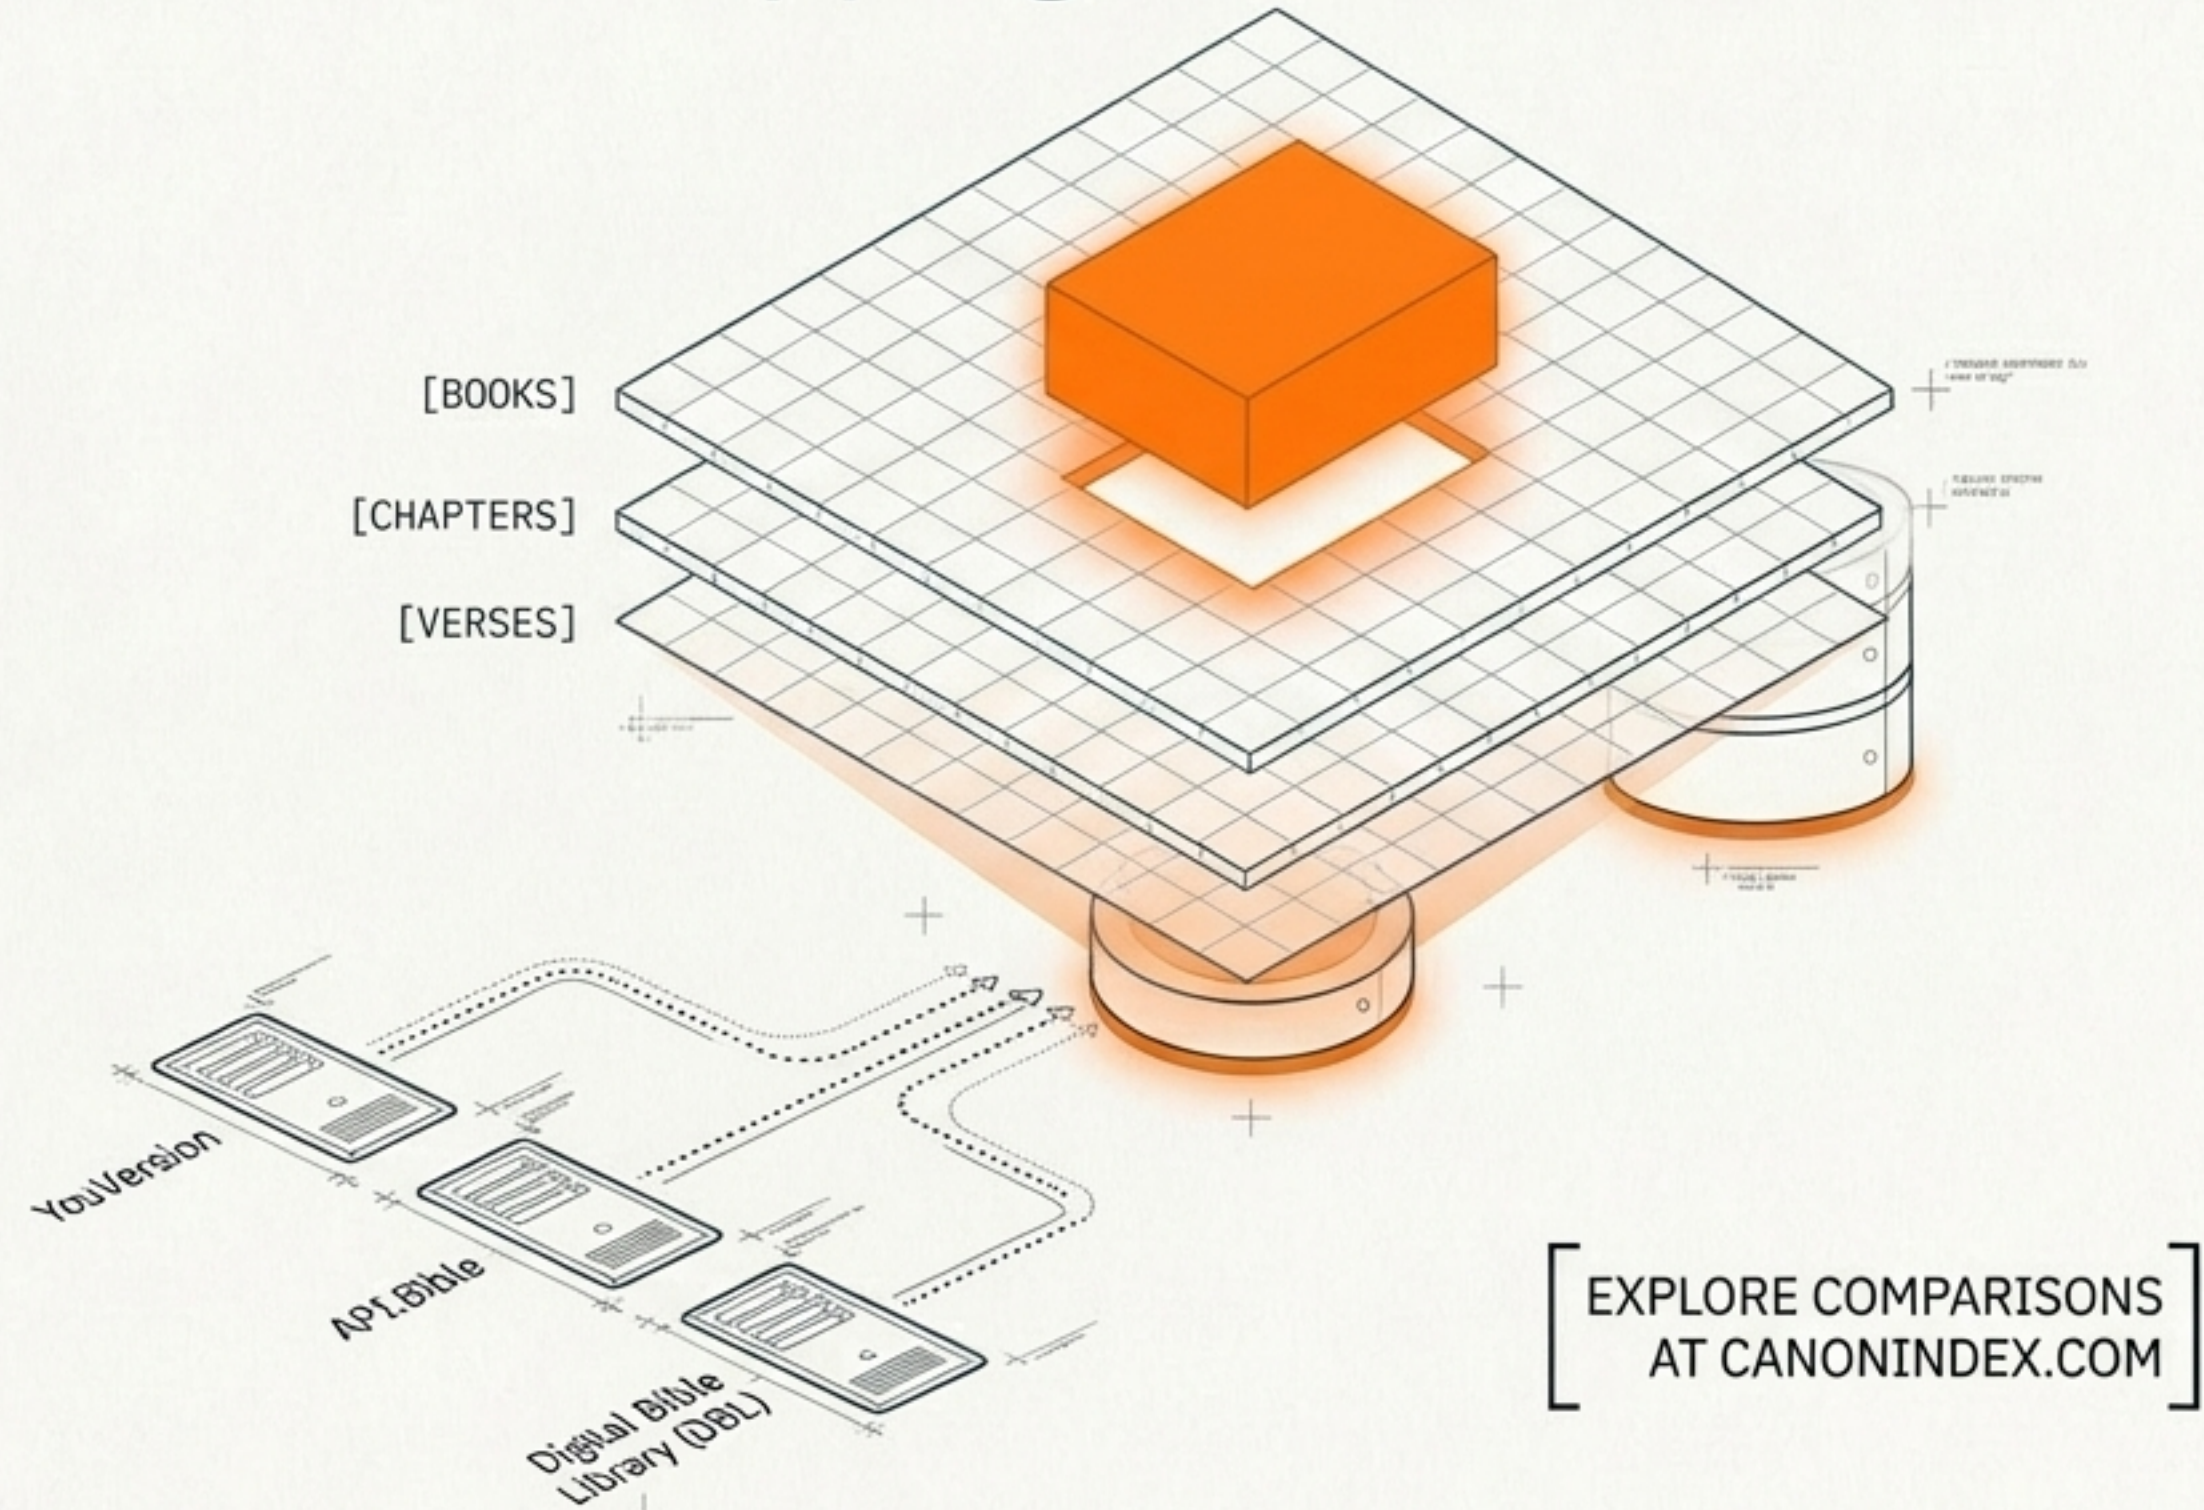 [BOOKS]
[CHAPTERS]
[VERSES]
YouVersion
API.Bible
Digital Bible
Library (DBL)
EXPLORE COMPARISONS
AT CANONINDEX.COM